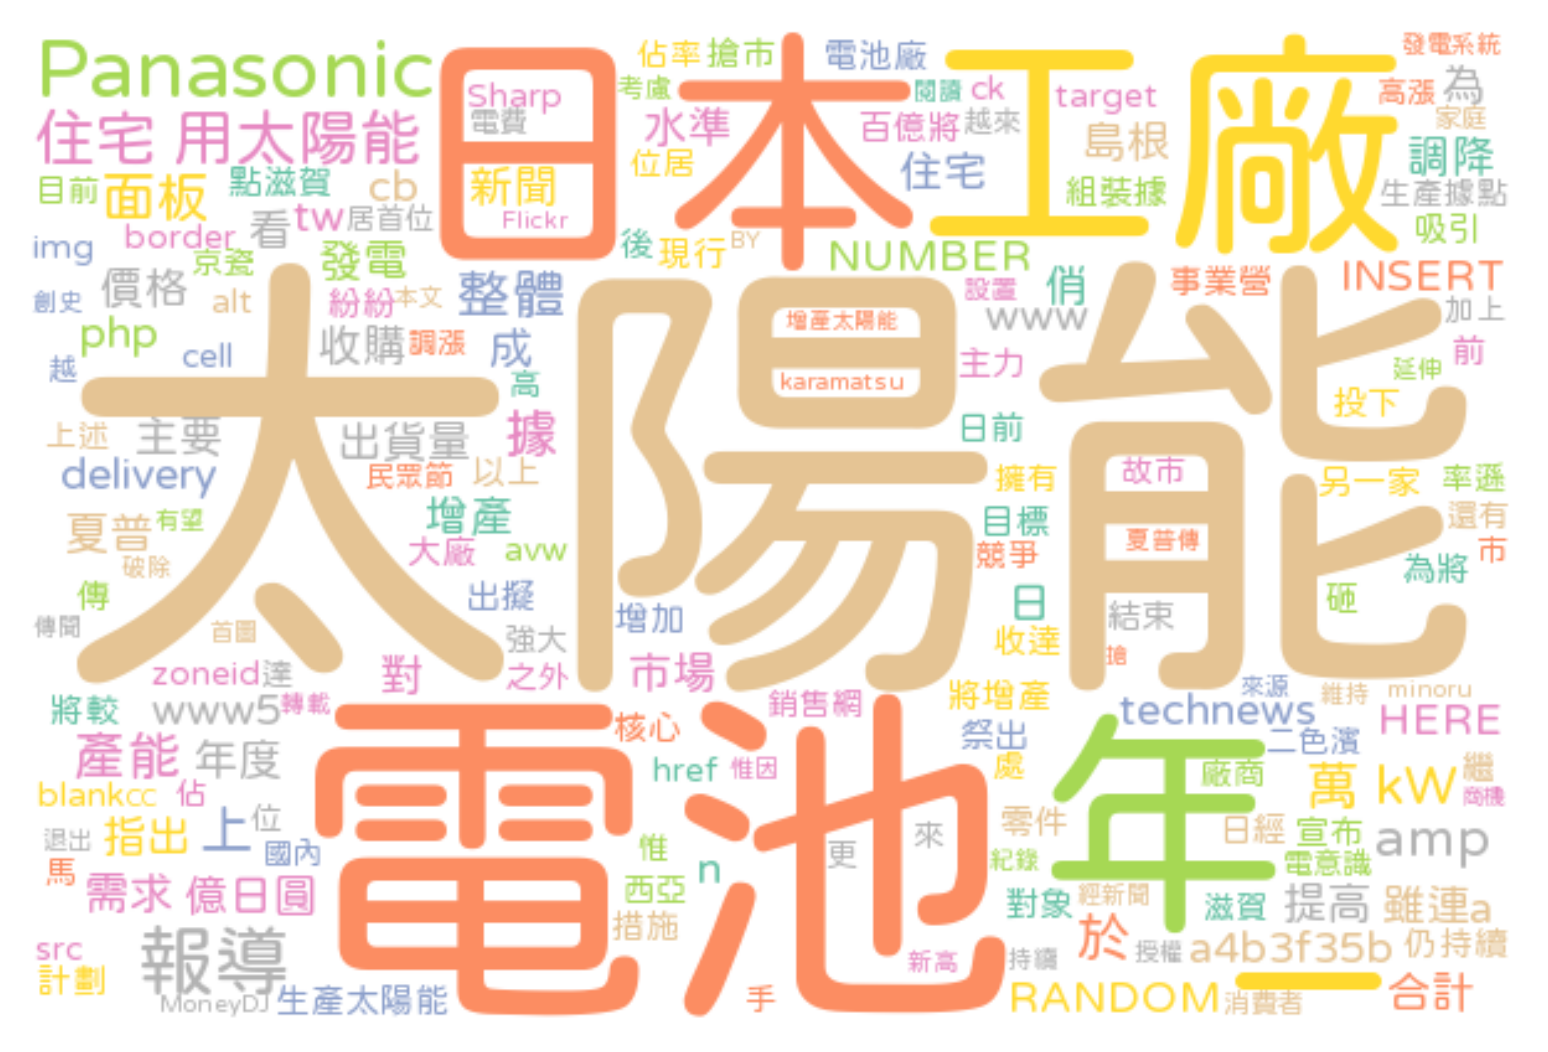 Panasonic
日本
工廠
佔率
搶市
電池廠
發電系統
考慮
Sharp
電費
閱讀
ck
target
高漲
為
家庭
住宅
用太陽能
水準
百億將
越來
島根
調降
目前
面板
點滋賀
cb
新聞
位居
住宅
組裝據
生產據點
img
border
看
tw
居首位
Flickr
後
現行
BY
NUMBER
吸引
京瓷
發電
價格
alt
紛紛
本文
整體
設置
俏
事業營
INSERT
創史
php
收購
調漲
成
增產太陽能
www
加上
越
cell
高
karamatsu
主力
前
延伸
投下
太陽能
上述
主要
出貨量
據
日前
delivery
民眾節
以上
擁有
故市
另一家
率遜
夏普
有望
增產
目標
還有
破除
大廠
avw
競爭
夏普傳
市
為將
傳
出擬
增加
日
結束
砸
傳聞
首圖
強大
收達
搶
zoneid
達
對
之外
市場
將增產
來源
維持
minoru
將較
www5
轉載
銷售網
technews
HERE
電池
年
核心
祭出
二色濱
產能
年度
href
惟因
處
廠商
萬
kW
繼
商機
blank
cc
佔
指出
上
位
零件
日經
宣布
amp
退出
國內
惟
更
來
紀錄
電意識
馬
n
需求
億日圓
西亞
對象
經新聞
滋賀
提高
雖連
a
措施
報導
src
新高
持續
於
授權
a4b3f35b
仍持續
計劃
MoneyDJ
生產太陽能
手
RANDOM
一
消費者
合計